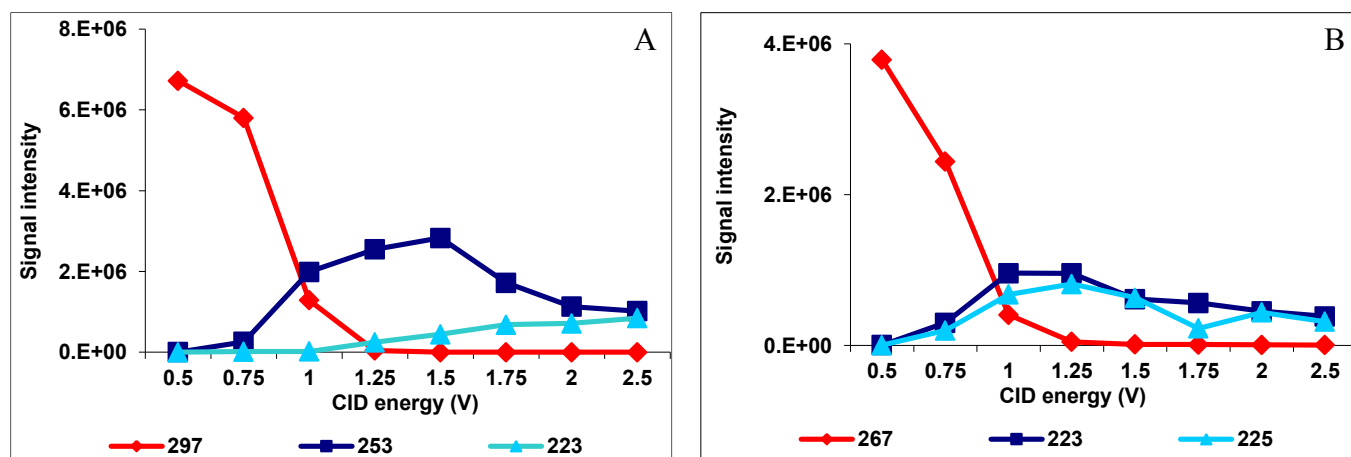 A
8.E+06
6.E+06
4.E+06
2.E+06
0.E+00
Signal intensity
0.5 0.75 1 1.25 1.5 1.75 2 2.5
CID energy (V)
297 253 223
B
4.E+06
2.E+06
0.E+00
Signal intensity
0.5 0.75 1 1.25 1.5 1.75 2 2.5
CID energy (V)
267 223 225